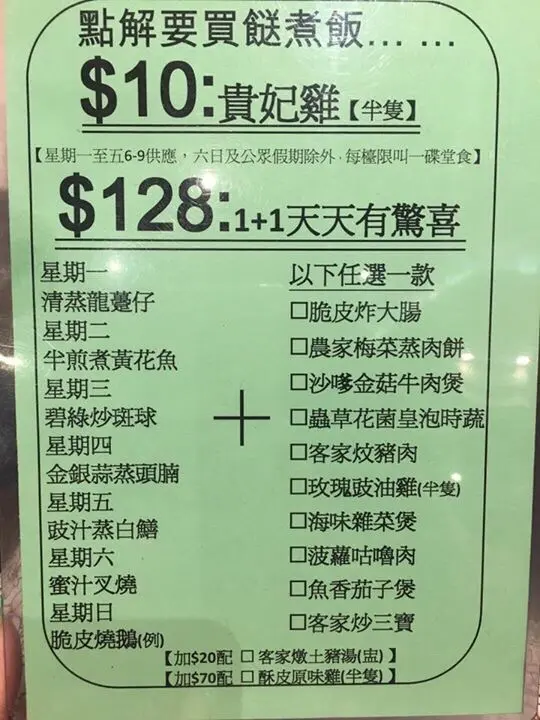 點解要買餸煮飯... ...
$10:貴妃雞【半隻】
【星期一至五6-9供應，六日及公眾假期除外．每檯限叫一碟堂食】
$128:1+1天天有驚喜
星期一
清蒸龍躉仔
星期二
半煎煮黃花魚
星期三
碧綠炒斑球
星期四
金銀蒜蒸頭腩
星期五
豉汁蒸白鱔
星期六
蜜汁叉燒
星期日
脆皮燒鵝(例)
+
以下任選一款
□脆皮炸大腸
□農家梅菜蒸肉餅
□沙嗲金菇牛肉煲
□蟲草花菌皇泡時蔬
□客家炆豬肉
□玫瑰豉油雞(半隻)
□海味雜菜煲
□菠蘿咕嚕肉
□魚香茄子煲
□客家炒三寶
【加$20配 □ 客家燉土豬湯(盅) 】
【加$70配 □ 酥皮原味雞(半隻) 】